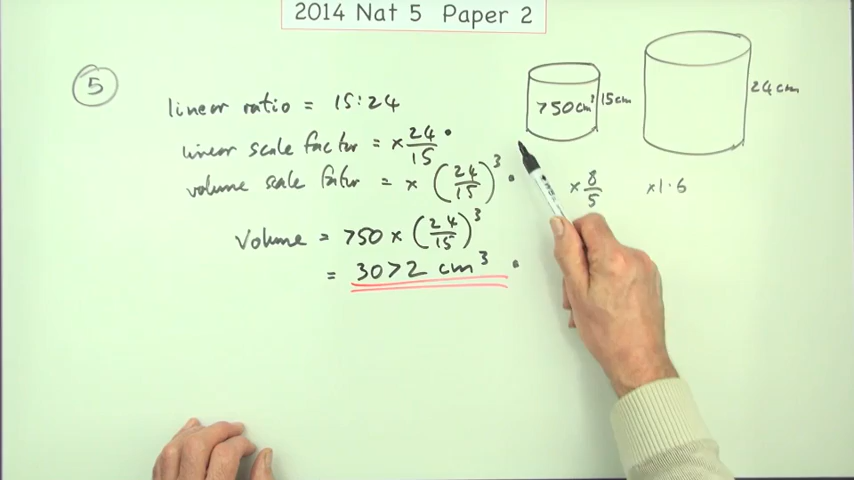 2014 Nat 5 Paper 2
5
linear ratio = 15:24
linear scale factor = × 24/15
volume scale factor = × (24/15)³
Volume = 750 × (24/15)³
= 3072 cm³
750cm³
15cm
24cm
× 8/5
×1·6